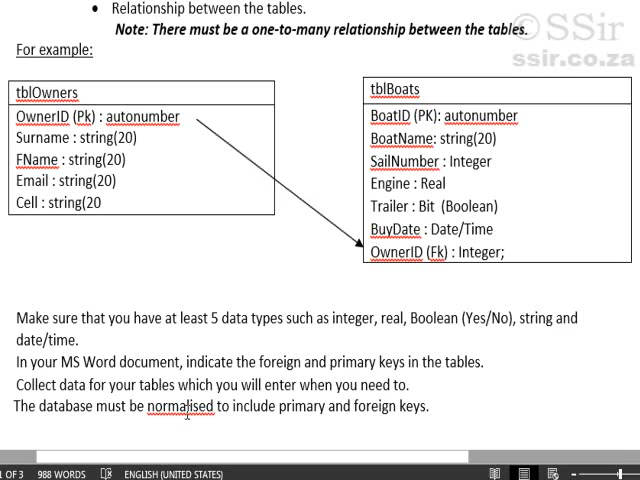 Relationship between the tables.
Note: There must be a one-to-many relationship between the tables.
For example:
© SSir
ssir.co.za
tblOwners
OwnerID (Pk) : autonumber
Surname : string(20)
FName : string(20)
Email : string(20)
Cell : string(20
tblBoats
BoatID (PK): autonumber
BoatName: string(20)
SailNumber : Integer
Engine : Real
Trailer : Bit (Boolean)
BuyDate : Date/Time
OwnerID (Fk) : Integer;
Make sure that you have at least 5 data types such as integer, real, Boolean (Yes/No), string and
date/time.
In your MS Word document, indicate the foreign and primary keys in the tables.
Collect data for your tables which you will enter when you need to.
The database must be normalised to include primary and foreign keys.
1 OF 3 988 WORDS ENGLISH (UNITED STATES)